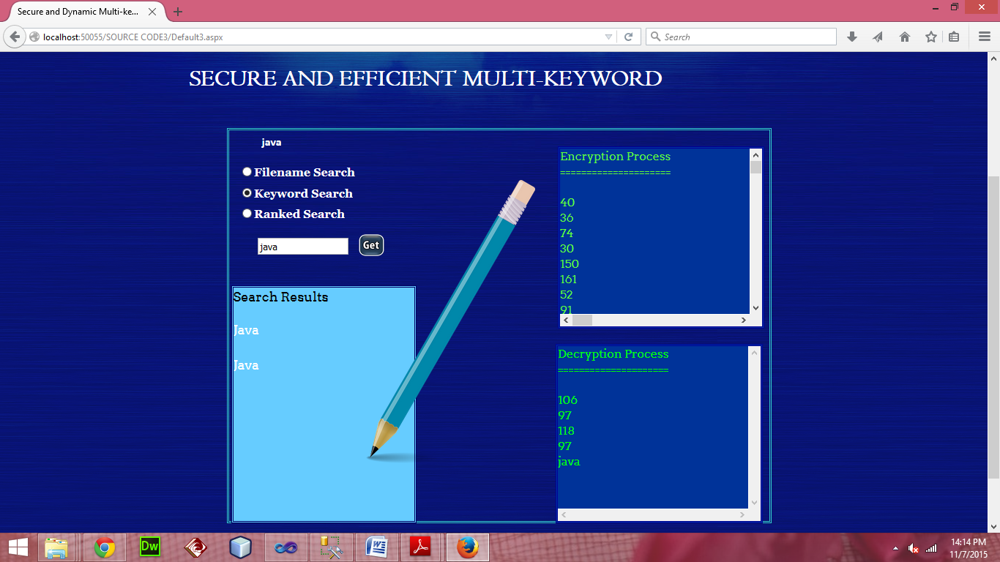 Secure and Dynamic Multi-ke...
localhost:50055/SOURCE CODE3/Default3.aspx
Search
SECURE AND EFFICIENT MULTI-KEYWORD
java
Filename Search
Keyword Search
Ranked Search
java
Get
Search Results
Java
Java
Encryption Process
=====================
40
36
74
30
150
161
52
91
Decryption Process
=====================
106
97
118
97
java
Dw
14:14 PM
11/7/2015